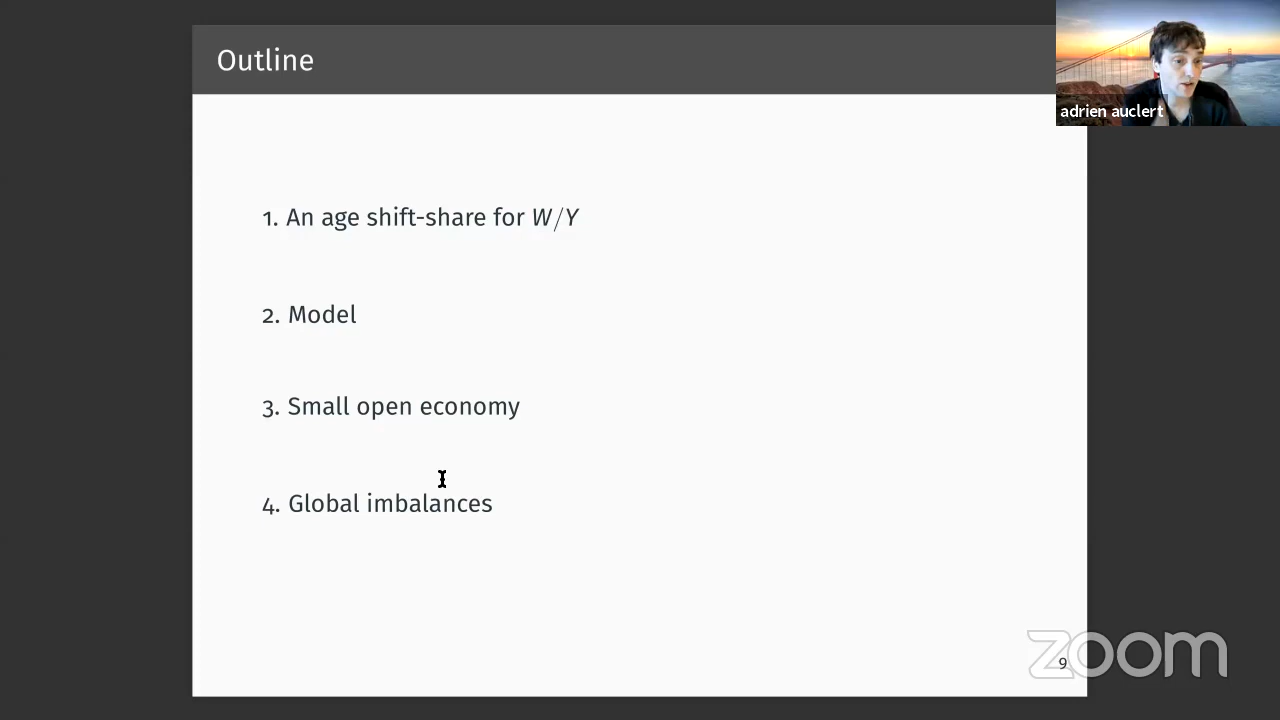 Outline
adrien auclert
1. An age shift-share for W/Y
2. Model
3. Small open economy
4. Global imbalances
9
zoom